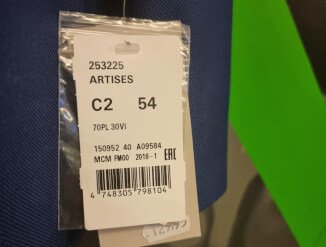 253225
ARTISES
C2 54
70PL 30VI
150952 40 A09584
MCM FM00 2018-1 EAC
4 748305 798104